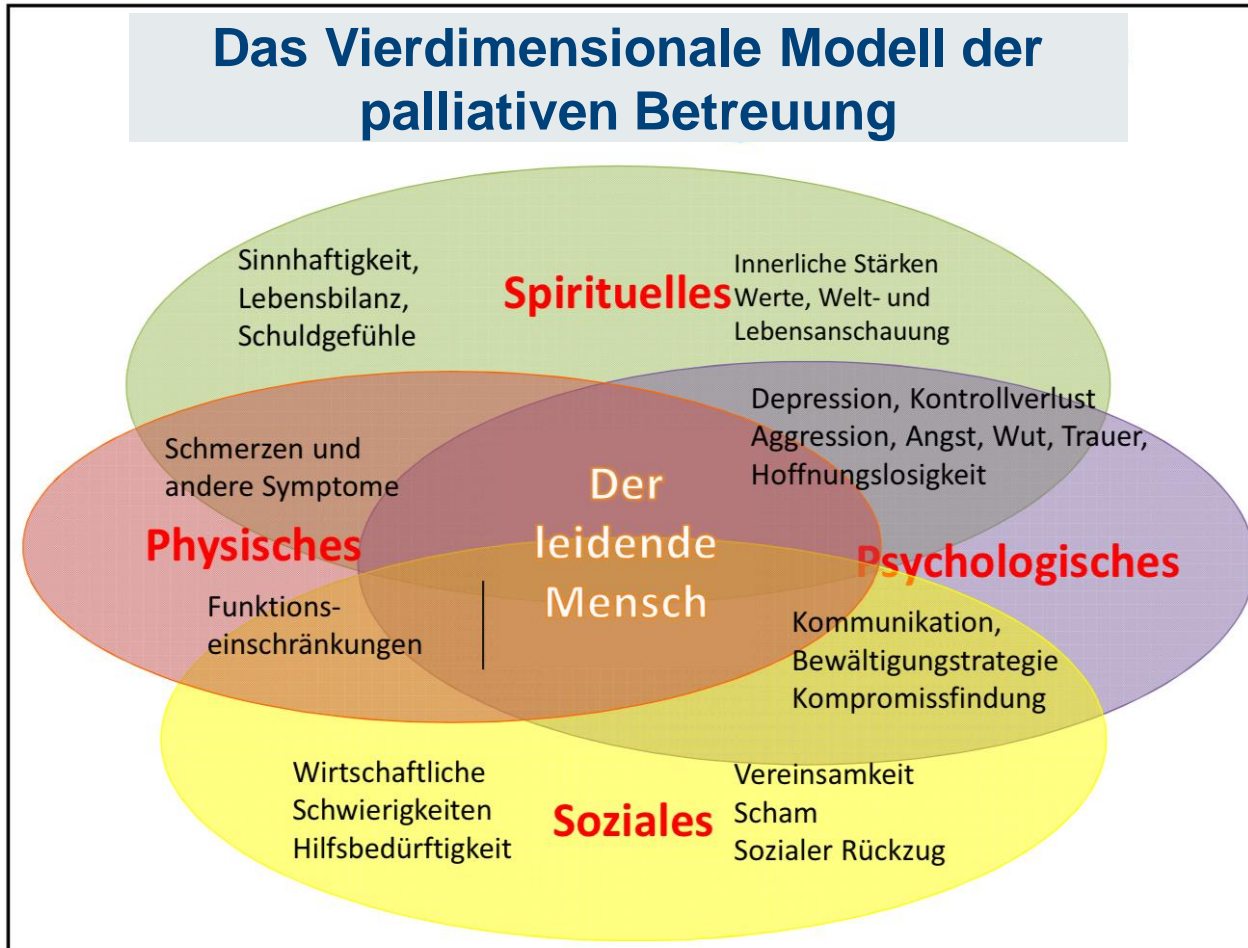 Das Vierdimensionale Modell der
palliativen Betreuung
Sinnhaftigkeit,
Lebensbilanz,
Schuldgefühle
Spirituelles
Innerliche Stärken
Werte, Welt- und
Lebensanschauung
Depression, Kontrollverlust
Aggression, Angst, Wut, Trauer,
Hoffnungslosigkeit
Schmerzen und
andere Symptome
Physisches
Funktions-
einschränkungen
Der
leidende
Mensch
Psychologisches
Kommunikation,
Bewältigungstrategie
Kompromissfindung
Wirtschaftliche
Schwierigkeiten
Hilfsbedürftigkeit
Soziales
Vereinsamkeit
Scham
Sozialer Rückzug